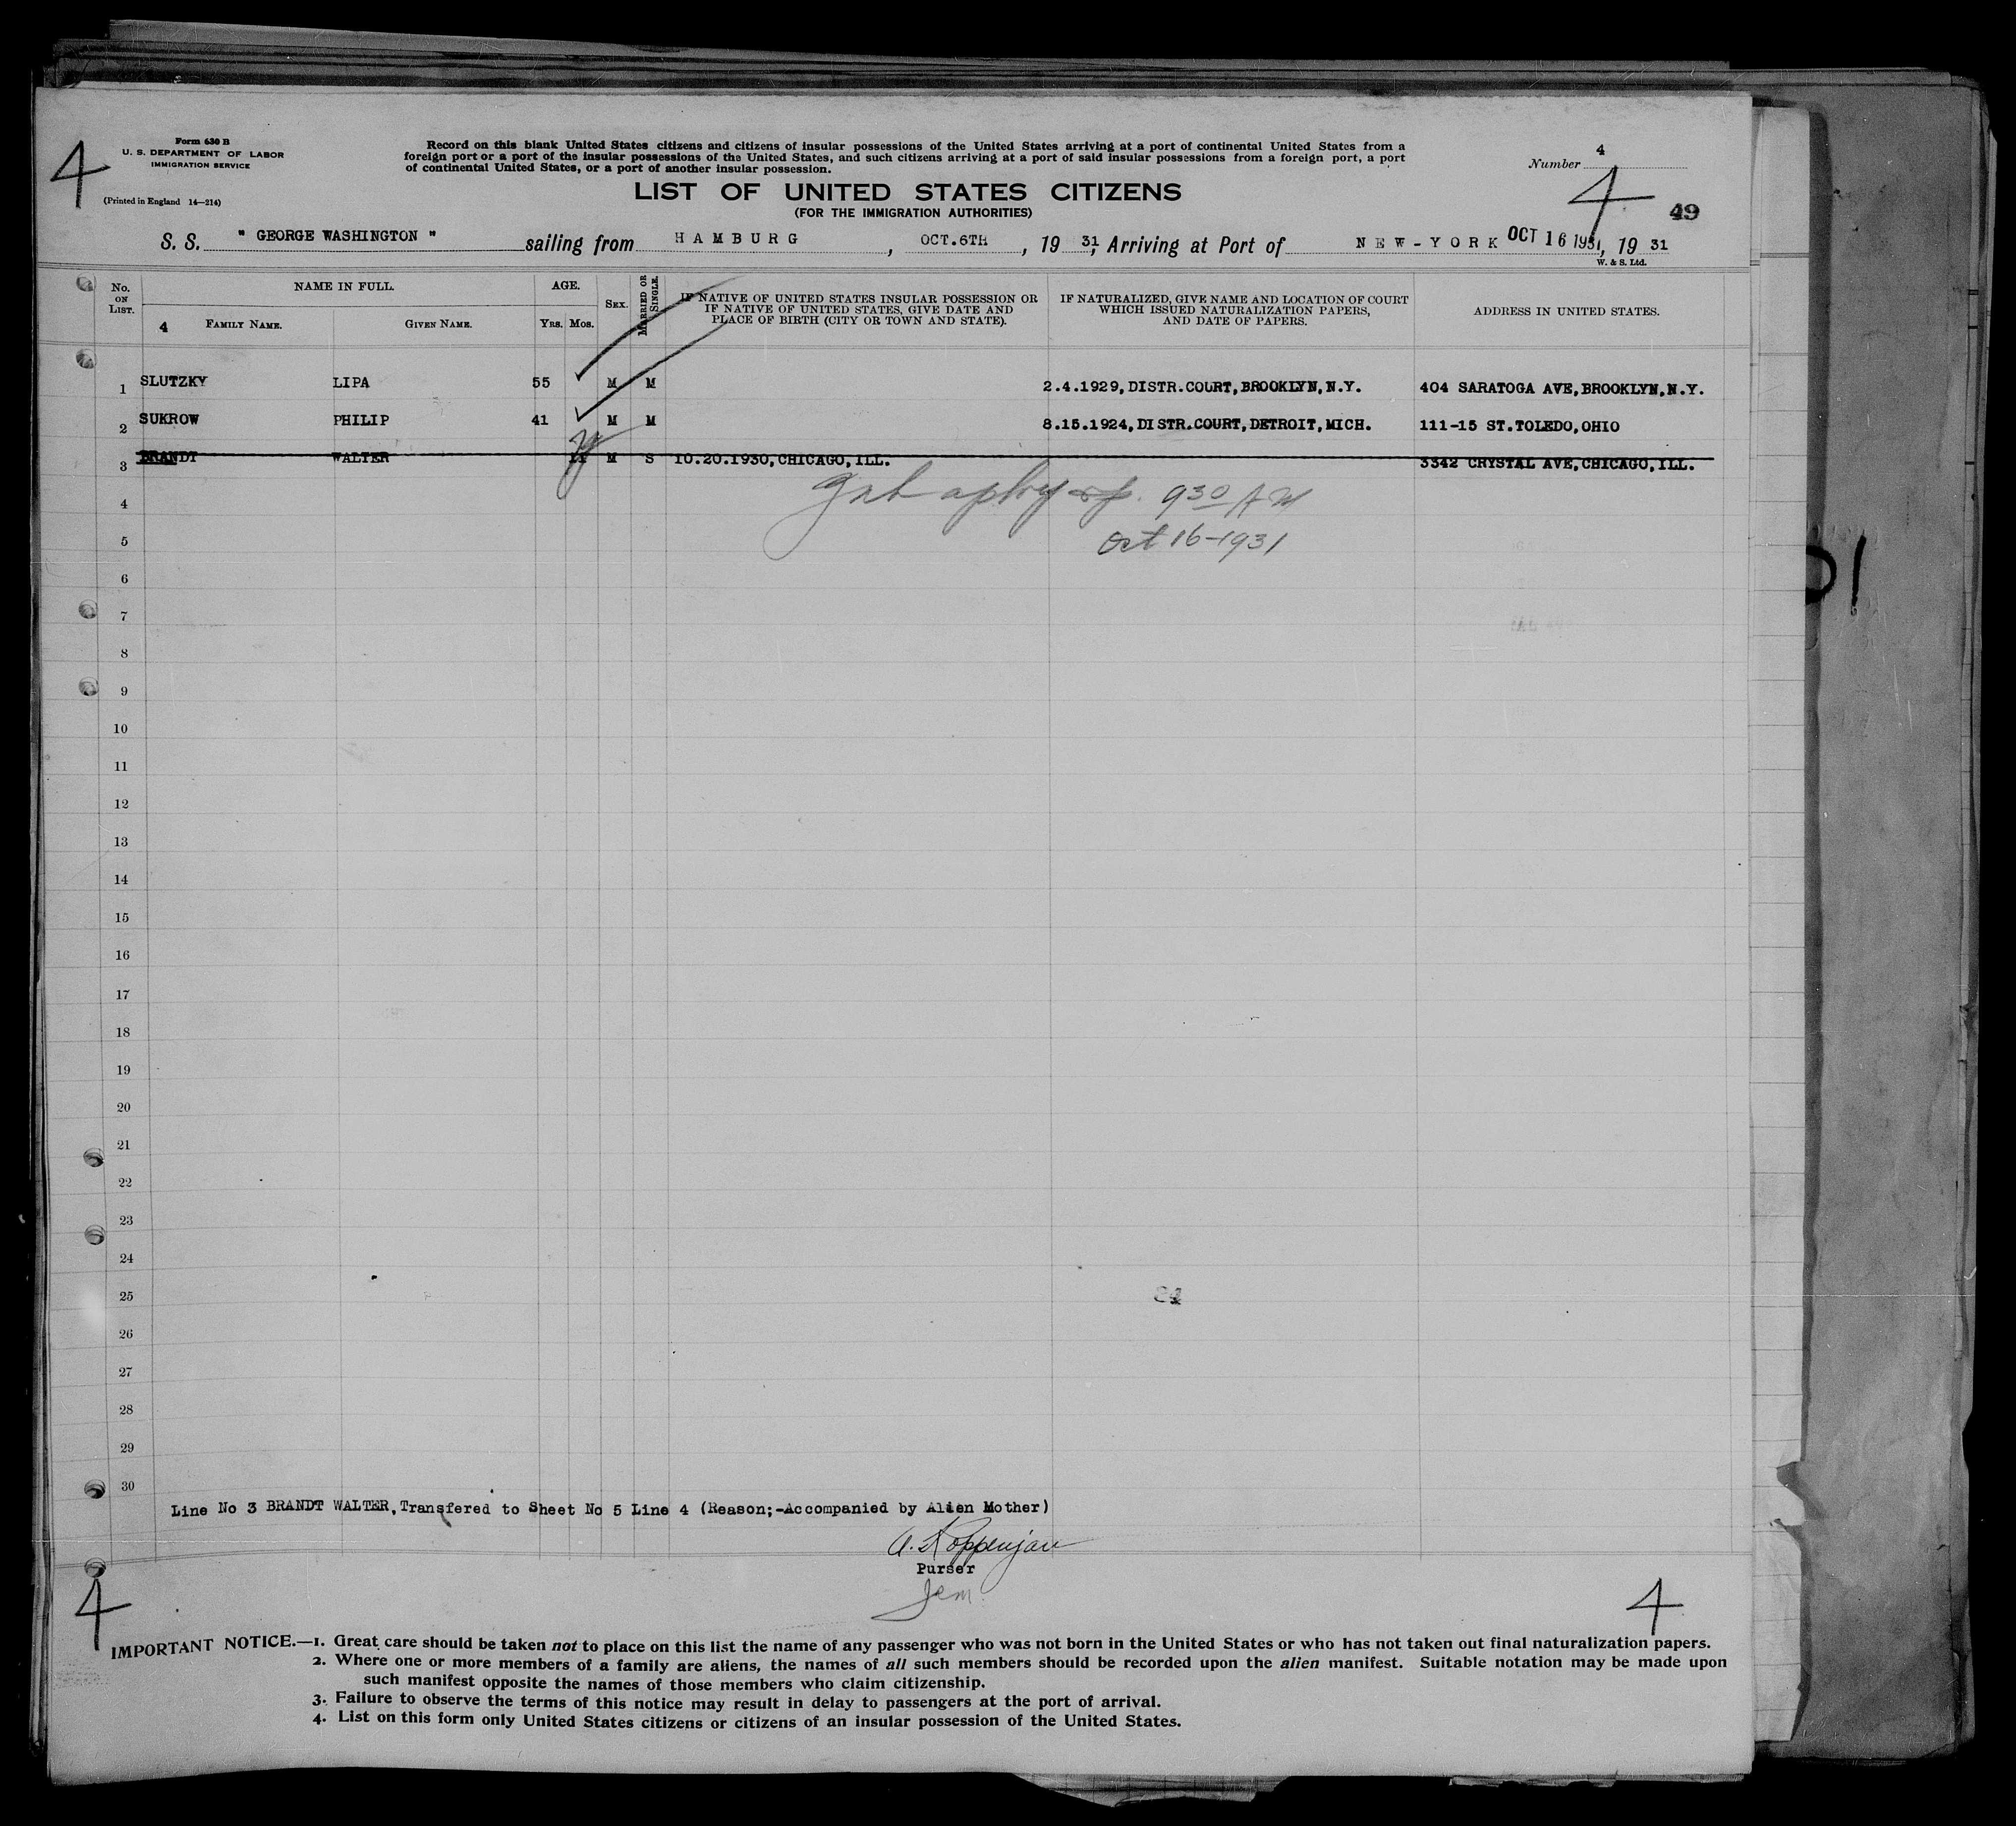 4
Form 630 B
U. S. DEPARTMENT OF LABOR
IMMIGRATION SERVICE
(Printed in England 14—214)
Record on this blank United States citizens and citizens of insular possessions of the United States arriving at a port of continental United States from a
foreign port or a port of the insular possessions of the United States, and such citizens arriving at a port of said insular possessions from a foreign port, a port
of continental United States, or a port of another insular possession.
Number 4
4
49
LIST OF UNITED STATES CITIZENS
(FOR THE IMMIGRATION AUTHORITIES)
S. S. " GEORGE WASHINGTON " sailing from HAMBURG, OCT.6TH, 19 31, Arriving at Port of NEW-YORK OCT 16 1931, 19 31
W. & S. Ltd.
No. ON LIST. NAME IN FULL. AGE. SEX. MARRIED OR SINGLE. IF NATIVE OF UNITED STATES INSULAR POSSESSION OR IF NATIVE OF UNITED STATES, GIVE DATE AND PLACE OF BIRTH (CITY OR TOWN AND STATE). IF NATURALIZED, GIVE NAME AND LOCATION OF COURT WHICH ISSUED NATURALIZATION PAPERS, AND DATE OF PAPERS. ADDRESS IN UNITED STATES.
4 FAMILY NAME. GIVEN NAME. YRS. MOS.
1 SLUTZKY LIPA 55 M M 2.4.1929,DISTR.COURT,BROOKLYN,N.Y. 404 SARATOGA AVE,BROOKLYN,N.Y.
2 SUKROW PHILIP 41 M M 8.15.1924,DISTR.COURT,DETROIT,MICH. 111-15 ST.TOLEDO,OHIO
3 BRANDT WALTER 11 M S 10.20.1930,CHICAGO,ILL. 3342 CRYSTAL AVE,CHICAGO,ILL.
4 930 AM
5 Oct 16-1931
6
7
8
9
10
11
12
13
14
15
16
17
18
19
20
21
22
23
24
25
26
27
28
29
30
Line No 3 BRANDT WALTER,Transfered to Sheet No 5 Line 4 (Reason;-Accompanied by Alien Mother)
A. Koppenjan
Purser
4
4
IMPORTANT NOTICE.—1. Great care should be taken not to place on this list the name of any passenger who was not born in the United States or who has not taken out final naturalization papers.
2. Where one or more members of a family are aliens, the names of all such members should be recorded upon the alien manifest. Suitable notation may be made upon
such manifest opposite the names of those members who claim citizenship.
3. Failure to observe the terms of this notice may result in delay to passengers at the port of arrival.
4. List on this form only United States citizens or citizens of an insular possession of the United States.